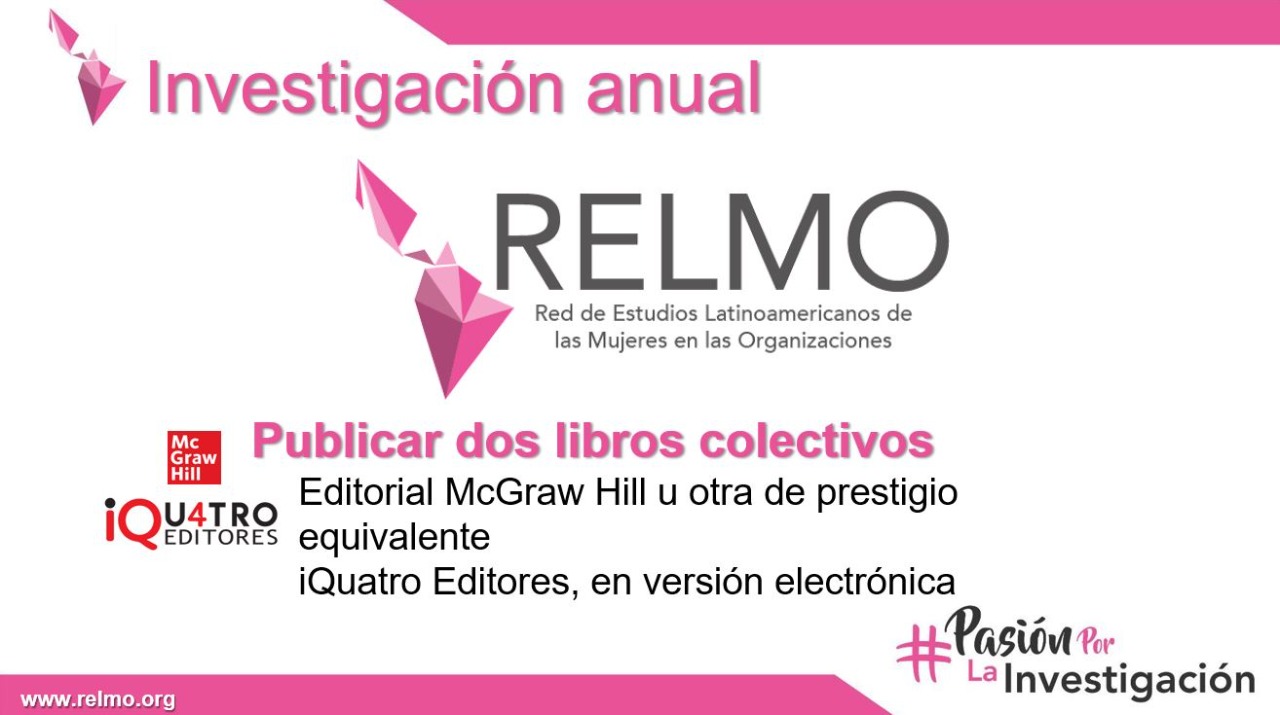 Investigación anual
RELMO
Red de Estudios Latinoamericanos de
las Mujeres en las Organizaciones
Mc
Graw
Hill
Publicar dos libros colectivos
iQU4TRO
EDITORES
Editorial McGraw Hill u otra de prestigio
equivalente
iQuatro Editores, en versión electrónica
#Pasión Por
La Investigación
www.relmo.org